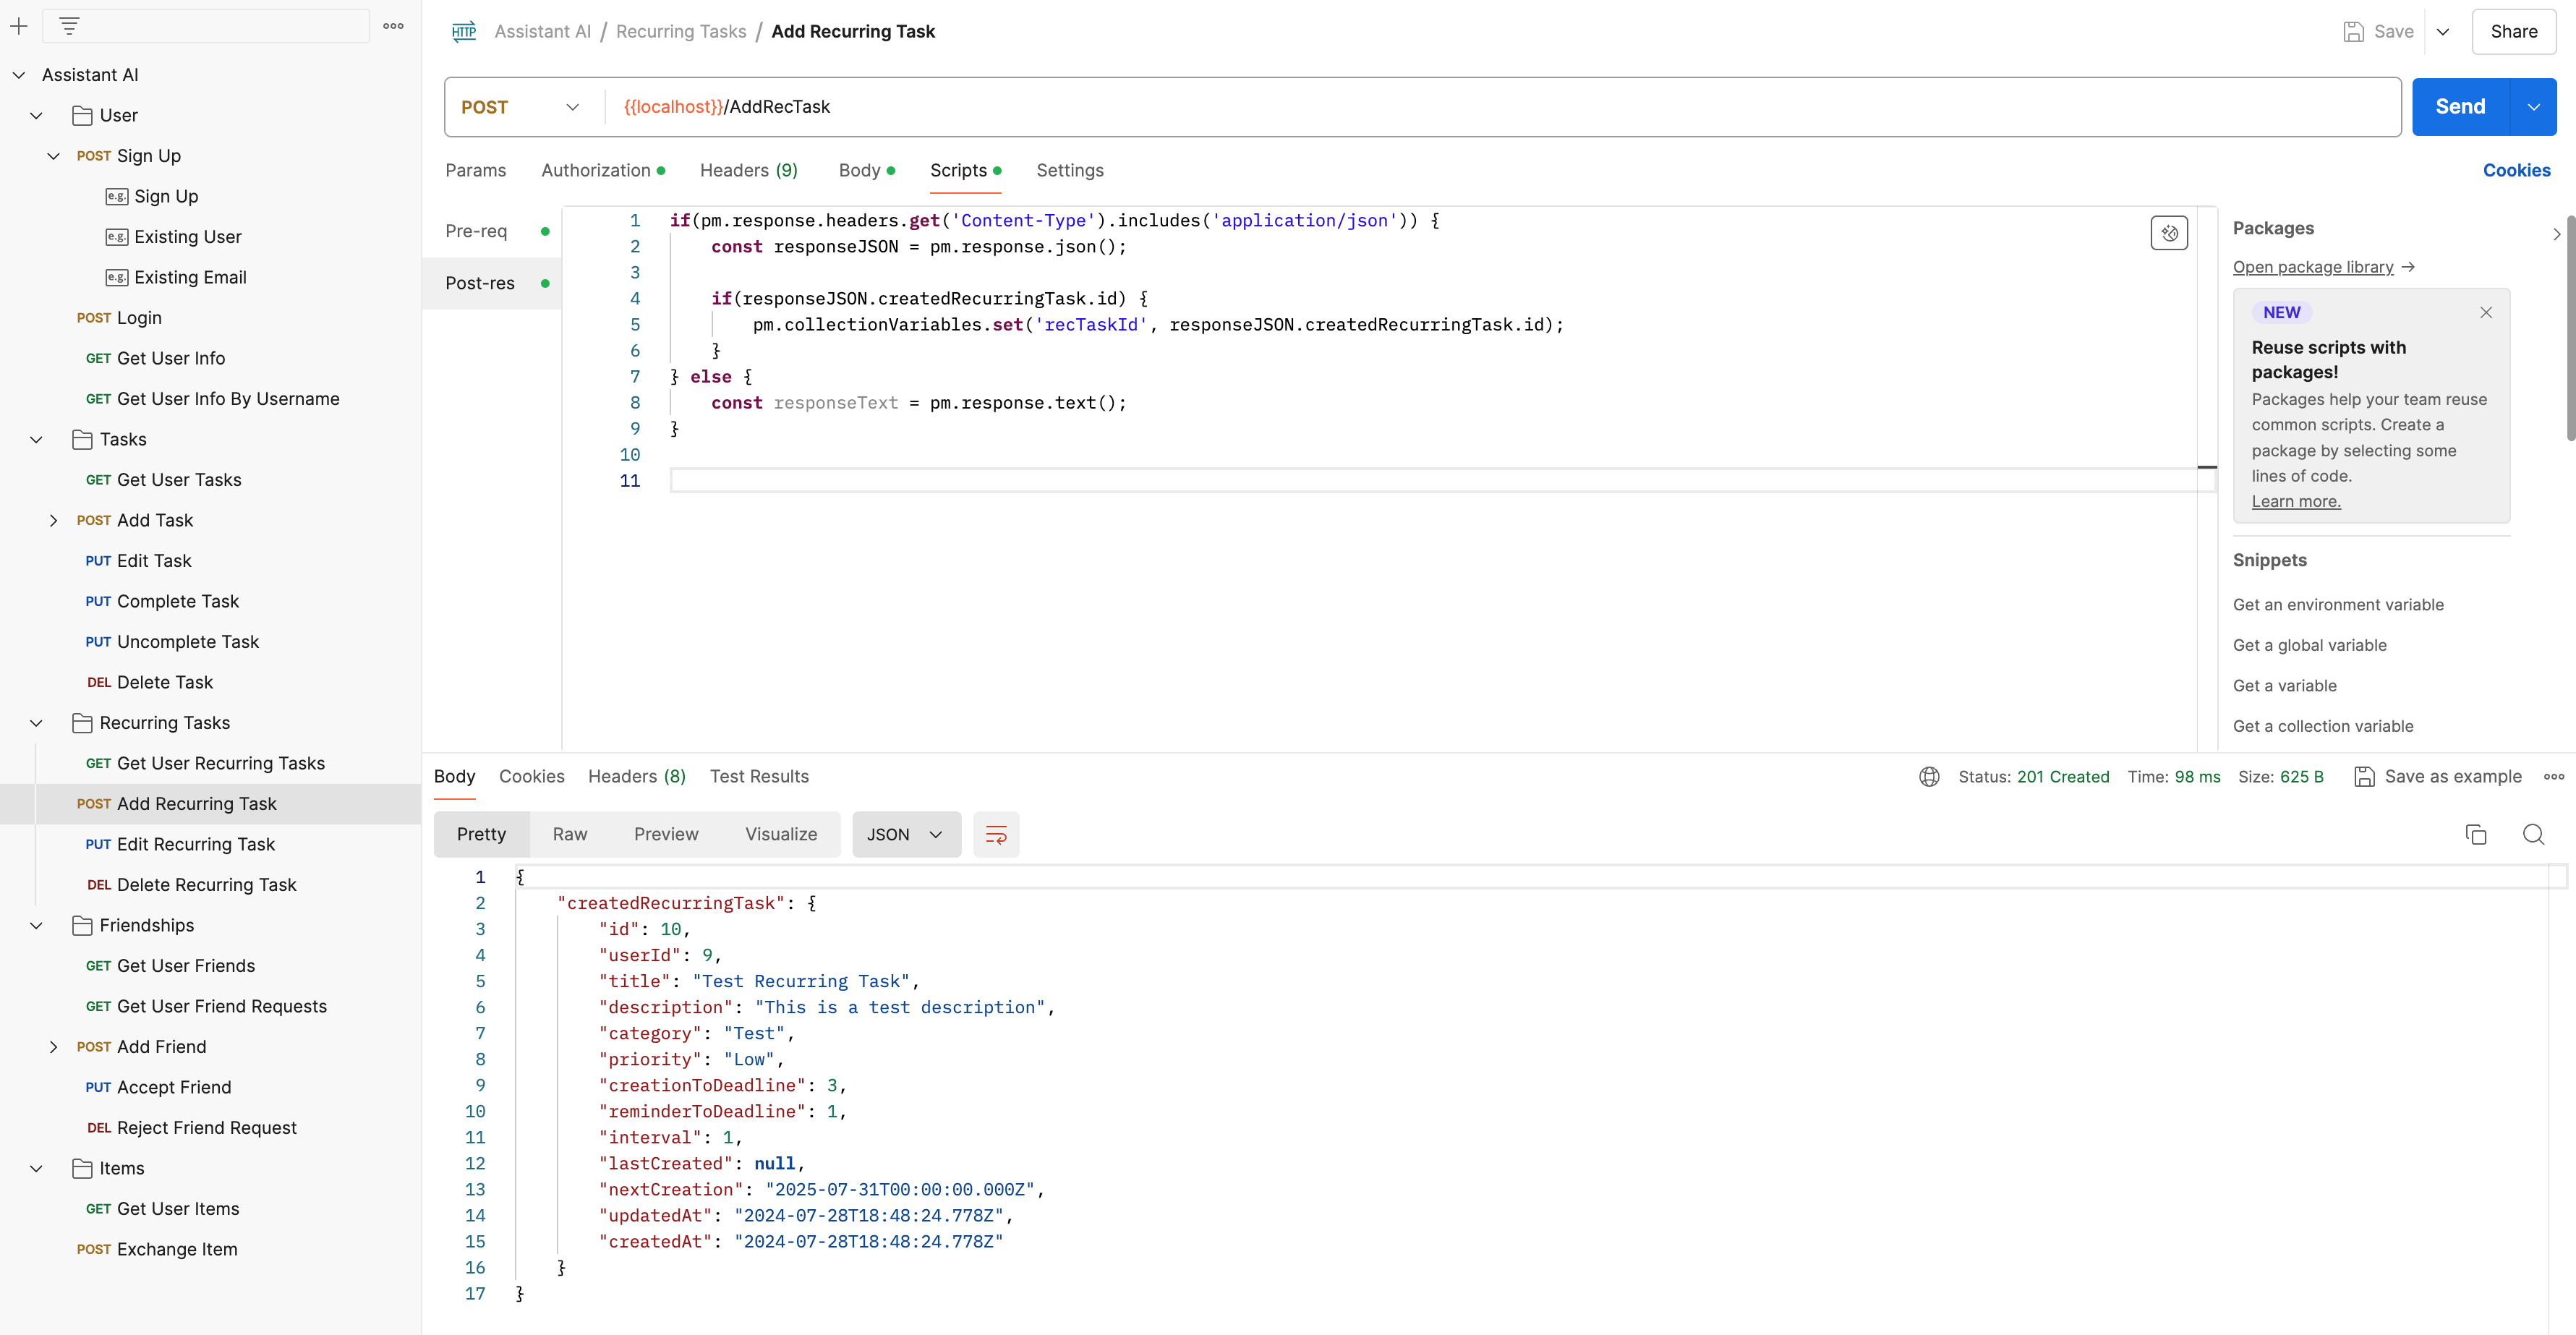 Assistant AI
User
POST Sign Up
e.g. Sign Up
e.g. Existing User
e.g. Existing Email
POST Login
GET Get User Info
GET Get User Info By Username
Tasks
GET Get User Tasks
POST Add Task
PUT Edit Task
PUT Complete Task
PUT Uncomplete Task
DEL Delete Task
Recurring Tasks
GET Get User Recurring Tasks
POST Add Recurring Task
PUT Edit Recurring Task
DEL Delete Recurring Task
Friendships
GET Get User Friends
GET Get User Friend Requests
POST Add Friend
PUT Accept Friend
DEL Reject Friend Request
Items
GET Get User Items
POST Exchange Item
HTTP Assistant AI / Recurring Tasks / Add Recurring Task
Save
Share
POST {{localhost}}/AddRecTask
Send
Params Authorization Headers (9) Body Scripts Settings
Cookies
Pre-req
Post-res
1 if(pm.response.headers.get('Content-Type').includes('application/json')) {
2 const responseJSON = pm.response.json();
3
4 if(responseJSON.createdRecurringTask.id) {
5 pm.collectionVariables.set('recTaskId', responseJSON.createdRecurringTask.id);
6 }
7 } else {
8 const responseText = pm.response.text();
9 }
10
11
Packages
Open package library →
NEW
Reuse scripts with
packages!
Packages help your team reuse
common scripts. Create a
package by selecting some
lines of code.
Learn more.
Snippets
Get an environment variable
Get a global variable
Get a variable
Get a collection variable
Body Cookies Headers (8) Test Results
Status: 201 Created Time: 98 ms Size: 625 B Save as example
Pretty Raw Preview Visualize JSON
1 {
2 "createdRecurringTask": {
3 "id": 10,
4 "userId": 9,
5 "title": "Test Recurring Task",
6 "description": "This is a test description",
7 "category": "Test",
8 "priority": "Low",
9 "creationToDeadline": 3,
10 "reminderToDeadline": 1,
11 "interval": 1,
12 "lastCreated": null,
13 "nextCreation": "2025-07-31T00:00:00.000Z",
14 "updatedAt": "2024-07-28T18:48:24.778Z",
15 "createdAt": "2024-07-28T18:48:24.778Z"
16 }
17 }